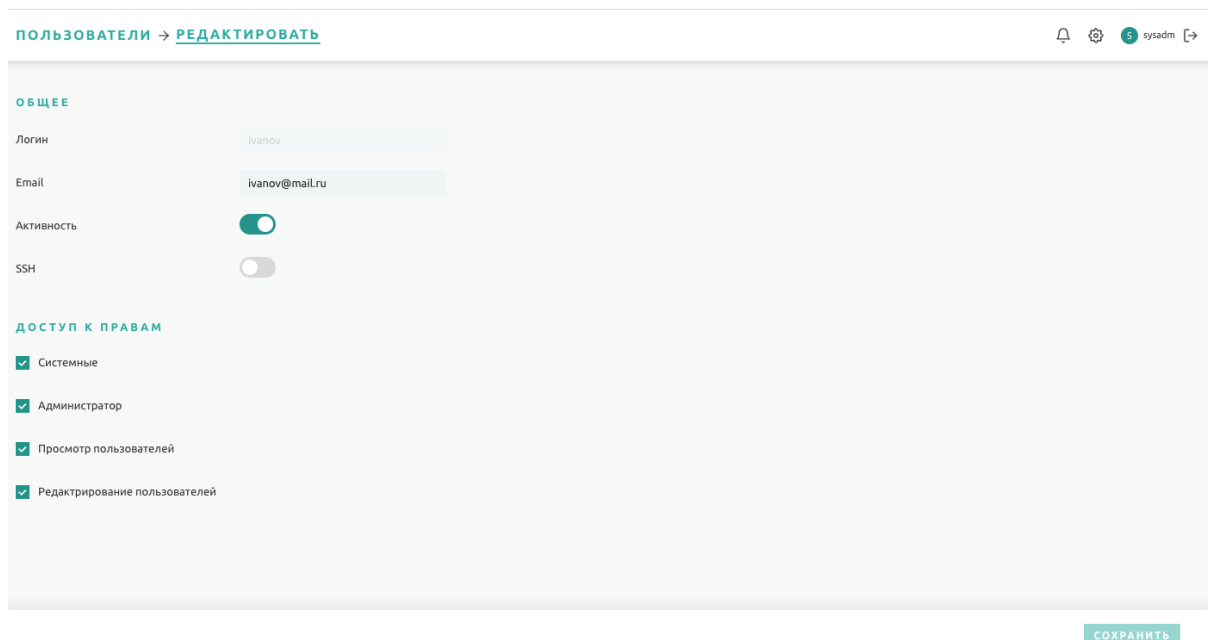 ПОЛЬЗОВАТЕЛИ → РЕДАКТИРОВАТЬ
S sysadm
ОБЩЕЕ
Логин ivanov
Email ivanov@mail.ru
Активность
SSH
ДОСТУП К ПРАВАМ
Системные
Администратор
Просмотр пользователей
Редактрирование пользователей
СОХРАНИТЬ